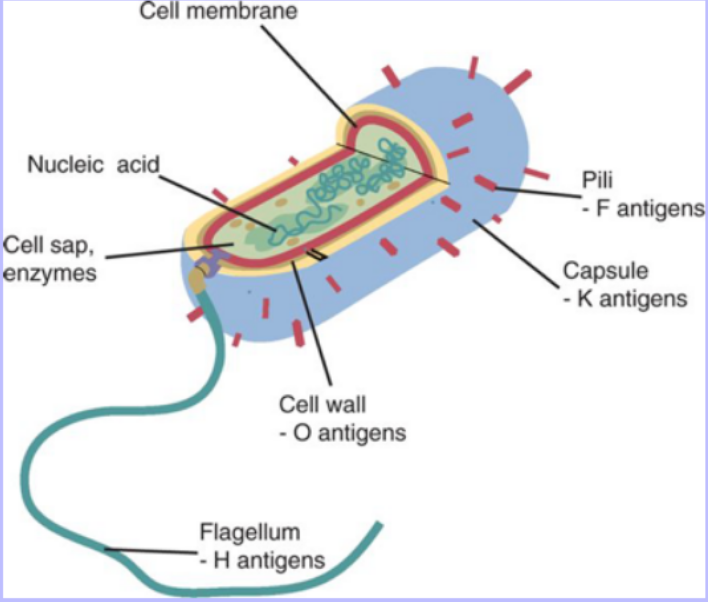 Cell membrane
Nucleic acid
Cell sap,
enzymes
Pili
- F antigens
Capsule
- K antigens
Cell wall
- O antigens
Flagellum
- H antigens